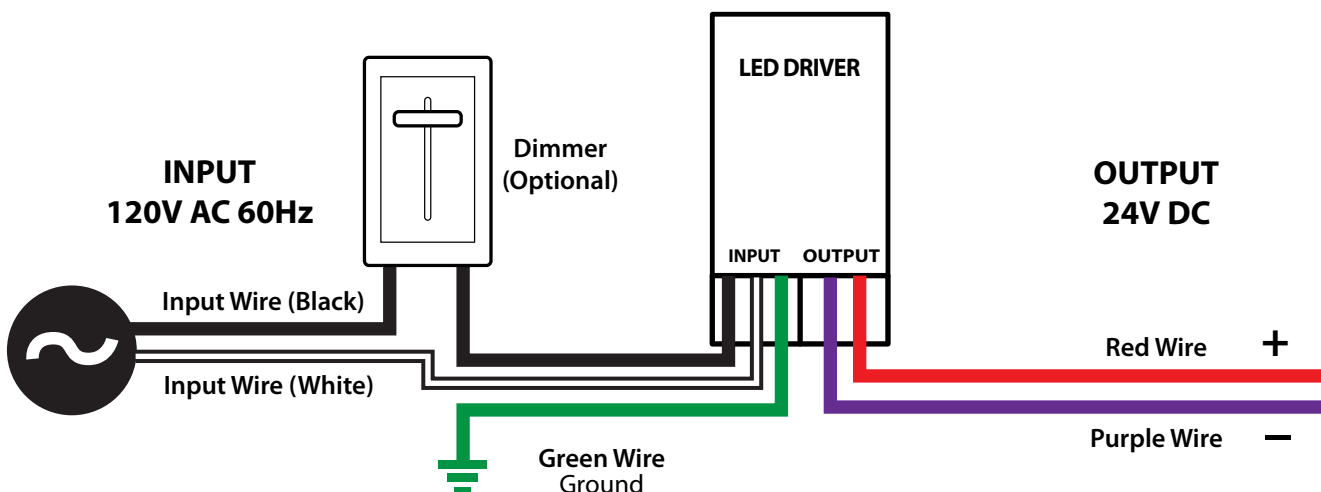 LED DRIVER
Dimmer
(Optional)
INPUT
120V AC 60Hz
OUTPUT
24V DC
INPUT OUTPUT
Input Wire (Black)
Input Wire (White)
Red Wire +
Purple Wire −
Green Wire
Ground